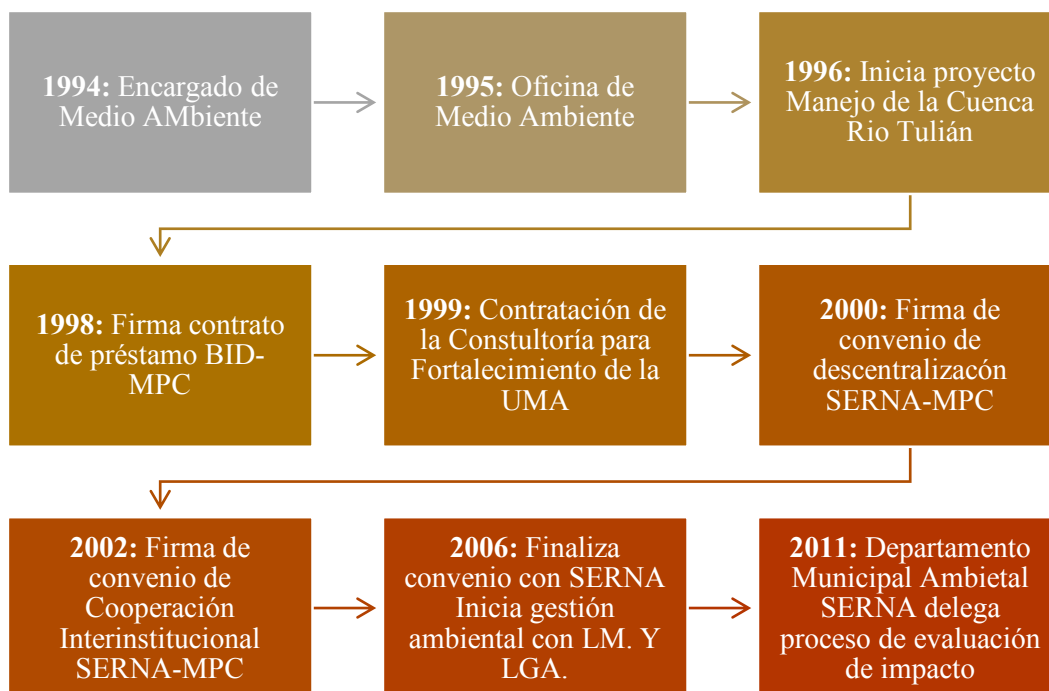 1994: Encargado de
Medio AMbiente
1995: Oficina de
Medio Ambiente
1996: Inicia proyecto
Manejo de la Cuenca
Rio Tulián
1998: Firma contrato
de préstamo BID-
MPC
1999: Contratación de
la Constultoría para
Fortalecimiento de la
UMA
2000: Firma de
convenio de
descentralizacón
SERNA-MPC
2002: Firma de
convenio de
Cooperación
Interinstitucional
SERNA-MPC
2006: Finaliza
convenio con SERNA
Inicia gestión
ambiental con LM. Y
LGA.
2011: Departamento
Municipal Ambietal
SERNA delega
proceso de evaluación
de impacto